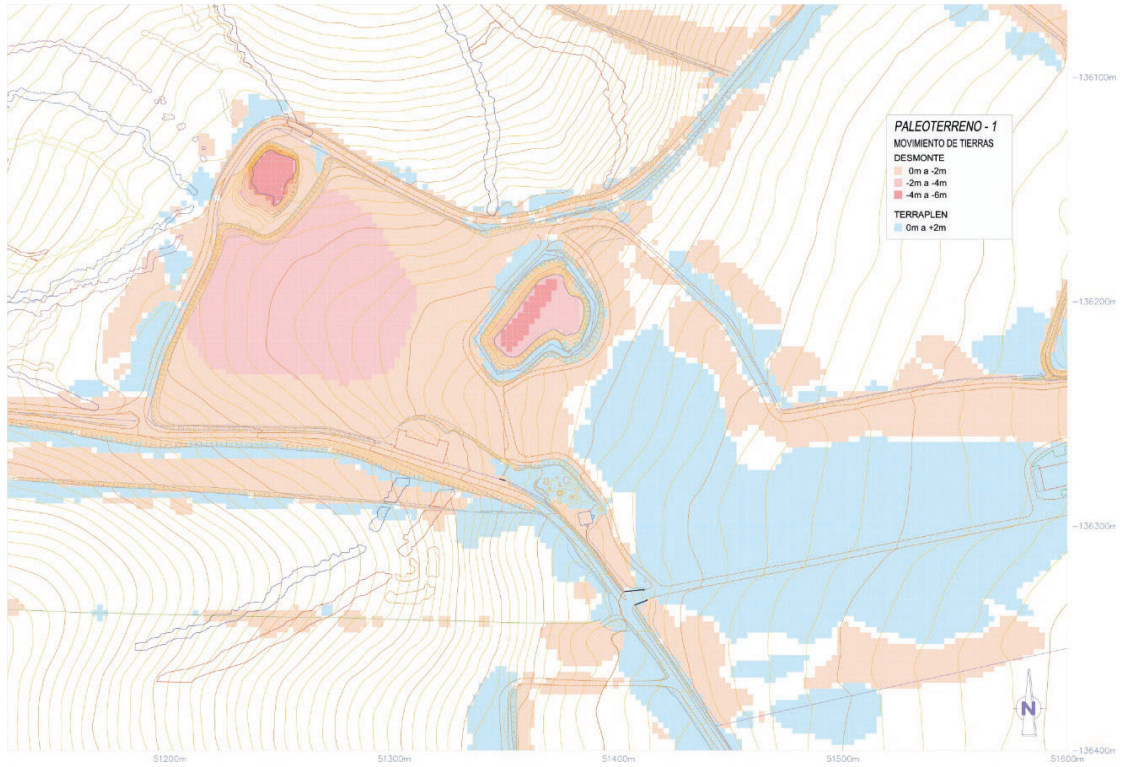 -136100m
PALEOTERRENO - 1
MOVIMIENTO DE TIERRAS
DESMONTE
0m a -2m
-2m a -4m
-4m a -6m
TERRAPLEN
0m a +2m
-136200m
-136300m
N
-136400m
51200m
51300m
51400m
51500m
51600m